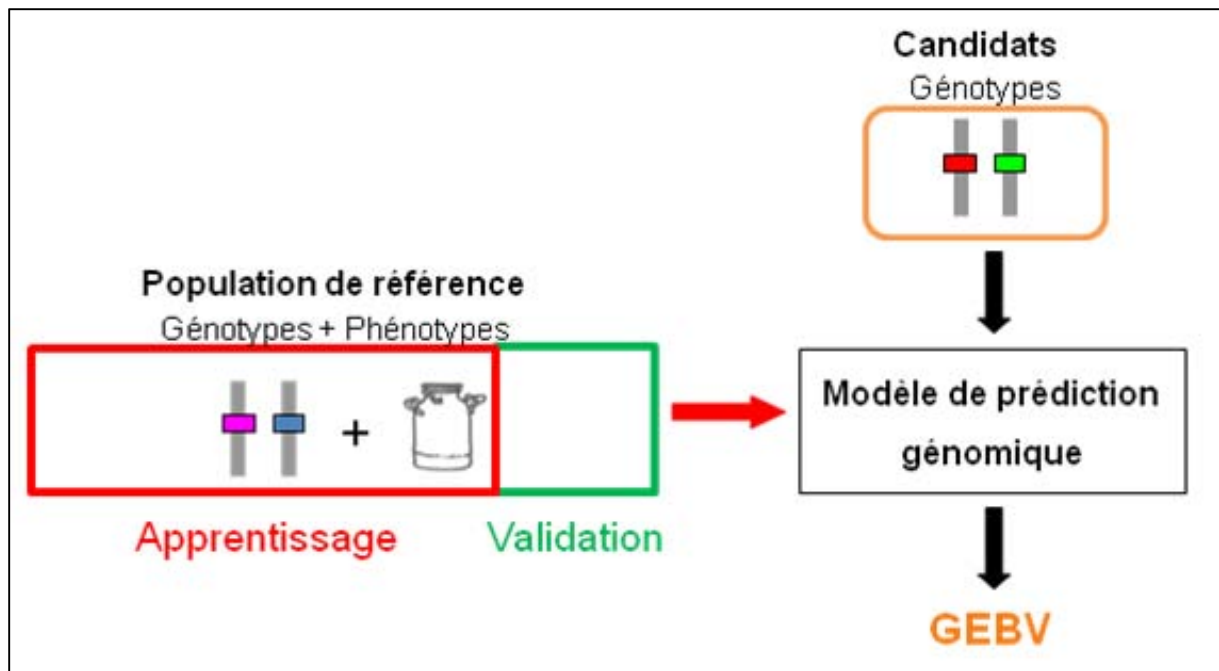 Candidats
Génotypes
Population de référence
Génotypes + Phénotypes
+
Apprentissage
Validation
Modèle de prédiction
génomique
GEBV